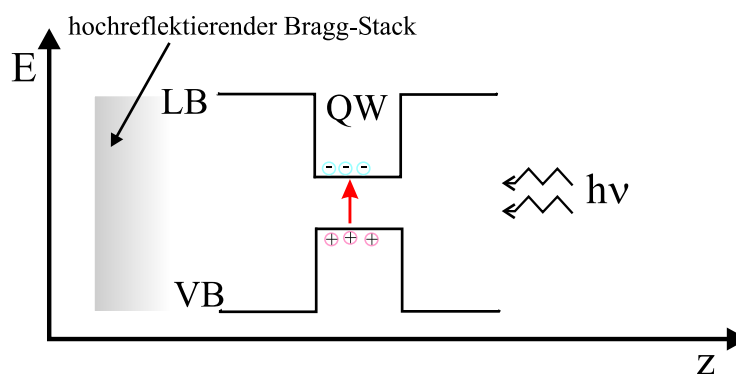 hochreflektierender Bragg-Stack
E
LB
QW
- - -
hν
+ + +
VB
z